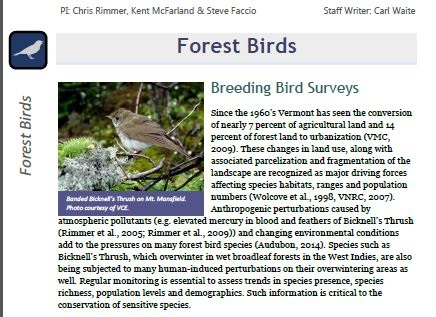 PI: Chris Rimmer, Kent McFarland & Steve Faccio
Staff Writer: Carl Waite
Forest Birds
Forest Birds
Breeding Bird Surveys
Since the 1960's Vermont has seen the conversion
of nearly 7 percent of agricultural land and 14
percent of forest land to urbanization (VMC,
2009). These changes in land use, along with
associated parcelization and fragmentation of the
landscape are recognized as major driving forces
affecting species habitats, ranges and population
numbers (Wolcove et al., 1998, VNRC, 2007).
Anthropogenic perturbations caused by
atmospheric pollutants (e.g. elevated mercury in blood and feathers of Bicknell's Thrush
(Rimmer et al., 2005; Rimmer et al., 2009)) and changing environmental conditions
add to the pressures on many forest bird species (Audubon, 2014). Species such as
Bicknell's Thrush, which overwinter in wet broadleaf forests in the West Indies, are also
being subjected to many human-induced perturbations on their overwintering areas as
well. Regular monitoring is essential to assess trends in species presence, species
richness, population levels and demographics. Such information is critical to the
conservation of sensitive species.
Banded Bicknell's Thrush on Mt. Mansfield.
Photo courtesy of VCE.